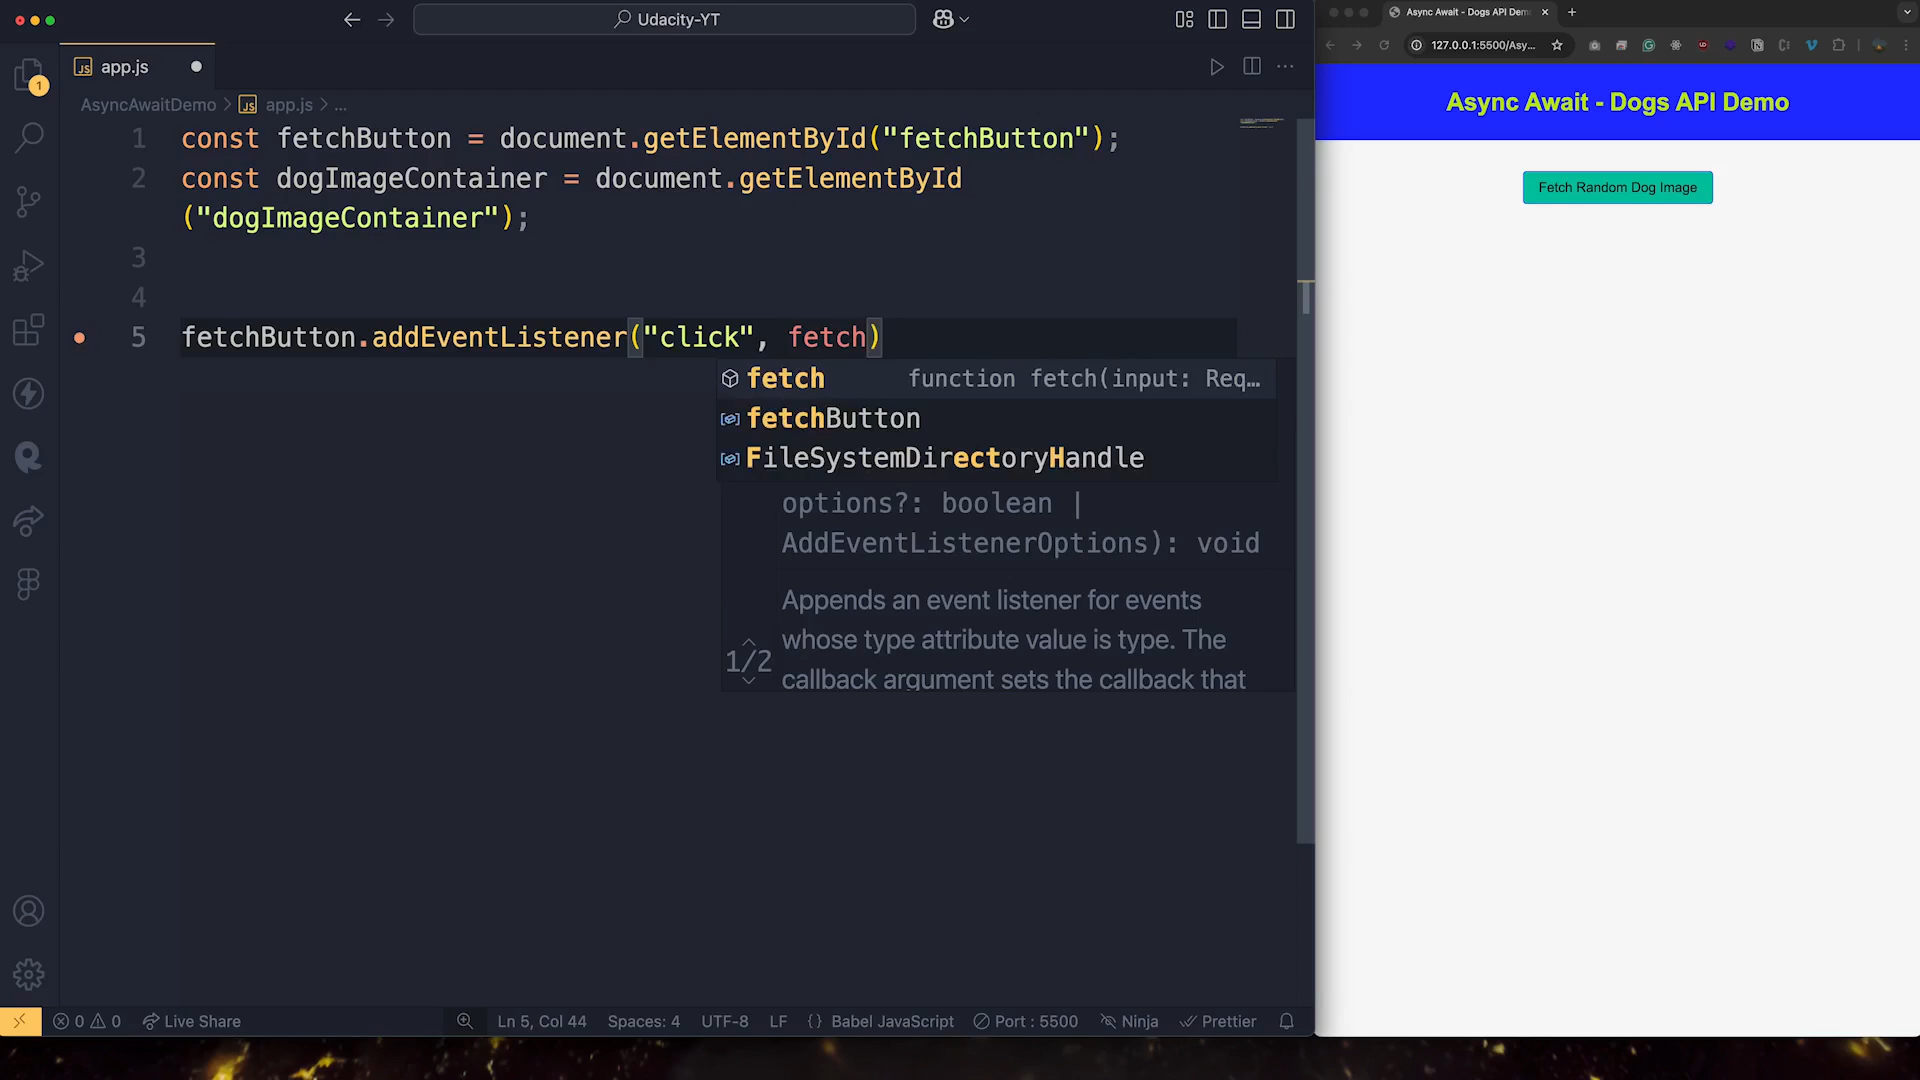 Udacity-YT
app.js
AsyncAwaitDemo > JS app.js > ...
1 const fetchButton = document.getElementById("fetchButton");
2 const dogImageContainer = document.getElementById
("dogImageContainer");
3
4
5 fetchButton.addEventListener("click", fetch)
fetch function fetch(input: Req…
fetchButton
FileSystemDirectoryHandle
options?: boolean |
AddEventListenerOptions): void
Appends an event listener for events
whose type attribute value is type. The
1/2
callback argument sets the callback that
1
0 0 Live Share Ln 5, Col 44 Spaces: 4 UTF-8 LF {} Babel JavaScript Port : 5500 Ninja Prettier
Async Await - Dogs API Dem
127.0.0.1:5500/Asy...
Async Await - Dogs API Demo
Fetch Random Dog Image